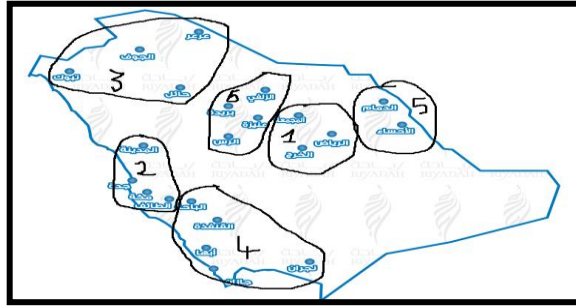 عرعر
الجوف
تبوك
3
حائل
6
الزلفي
بريدة
عنيزة
الرس
المجمعة
1
الرياض
الخرج
الدمام
5
الأحساء
المدينة
2
جدة
مكة
الطائف
الباحة
القنفذة
4
أبها
نجران
جازان
RIYADAH